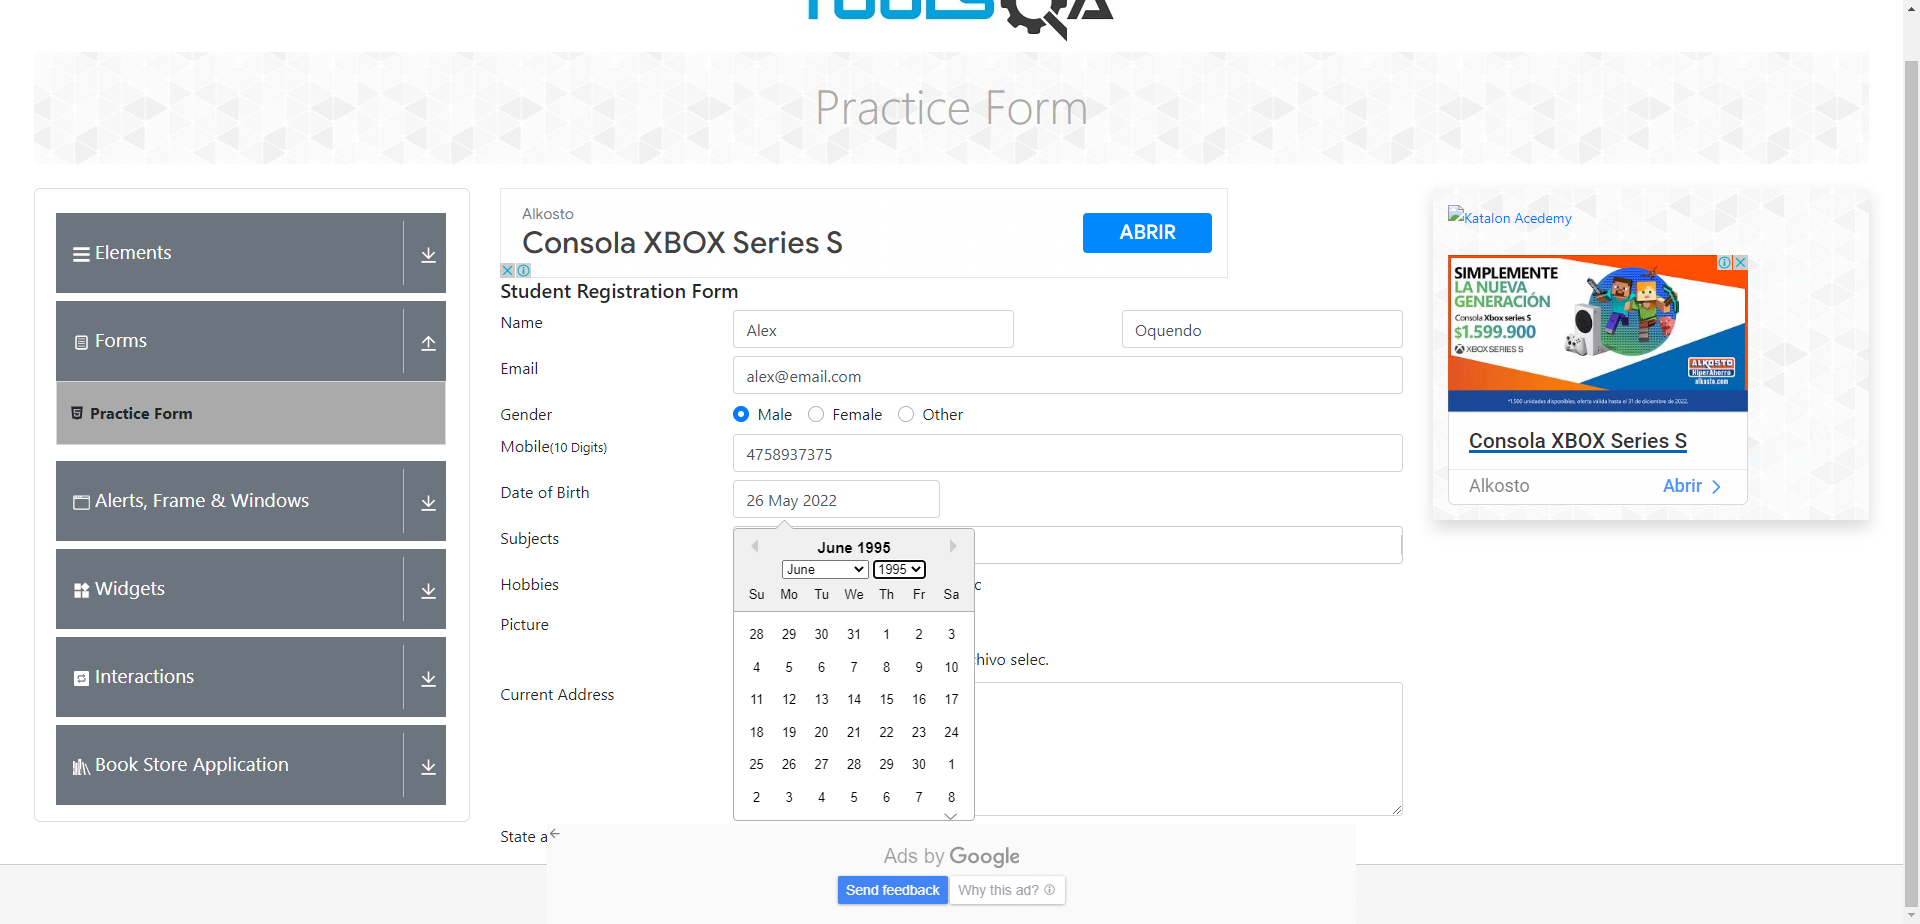 TOOLSQA
Practice Form
Elements
Forms
Practice Form
Alerts, Frame & Windows
Widgets
Interactions
Book Store Application
Alkosto
Consola XBOX Series S
ABRIR
Student Registration Form
Name
Alex
Oquendo
Email
alex@email.com
Gender
Male
Female
Other
Mobile(10 Digits)
4758937375
Date of Birth
26 May 2022
Subjects
June 1995
June
1995
Su Mo Tu We Th Fr Sa
28 29 30 31 1 2 3
4 5 6 7 8 9 10
11 12 13 14 15 16 17
18 19 20 21 22 23 24
25 26 27 28 29 30 1
2 3 4 5 6 7 8
Hobbies
c
Picture
hivo selec.
Current Address
State a
Ads by Google
Send feedback
Why this ad?
Katalon Acedemy
SIMPLEMENTE
LA NUEVA
GENERACIÓN
Consola Xbox series S
$1.599.900
XBOX SERIES S
ALKOSTO
HiperAhorro
alkosto.com
*1.500 unidades disponibles, oferta válida hasta el 31 de diciembre de 2022.
Consola XBOX Series S
Alkosto
Abrir